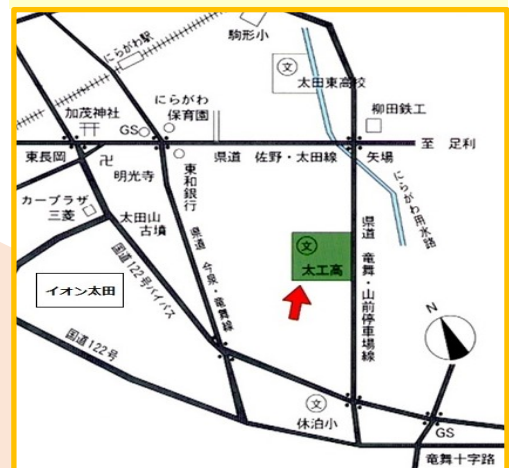 駒形小
にらがわ駅
文
太田東高校
にらがわ
保育園
柳田鉄工
加茂神社
GS
東長岡
県道 佐野・太田線
矢場
至 足利
卍
明光寺
東和銀行
にらがわ用水路
カープラザ
三菱
太田山
古墳
県道 今泉・竜舞線
文
太工高
県道 竜舞・山前停車場線
イオン太田
国道122号バイパス
国道122号
N
文
休泊小
GS
竜舞十字路